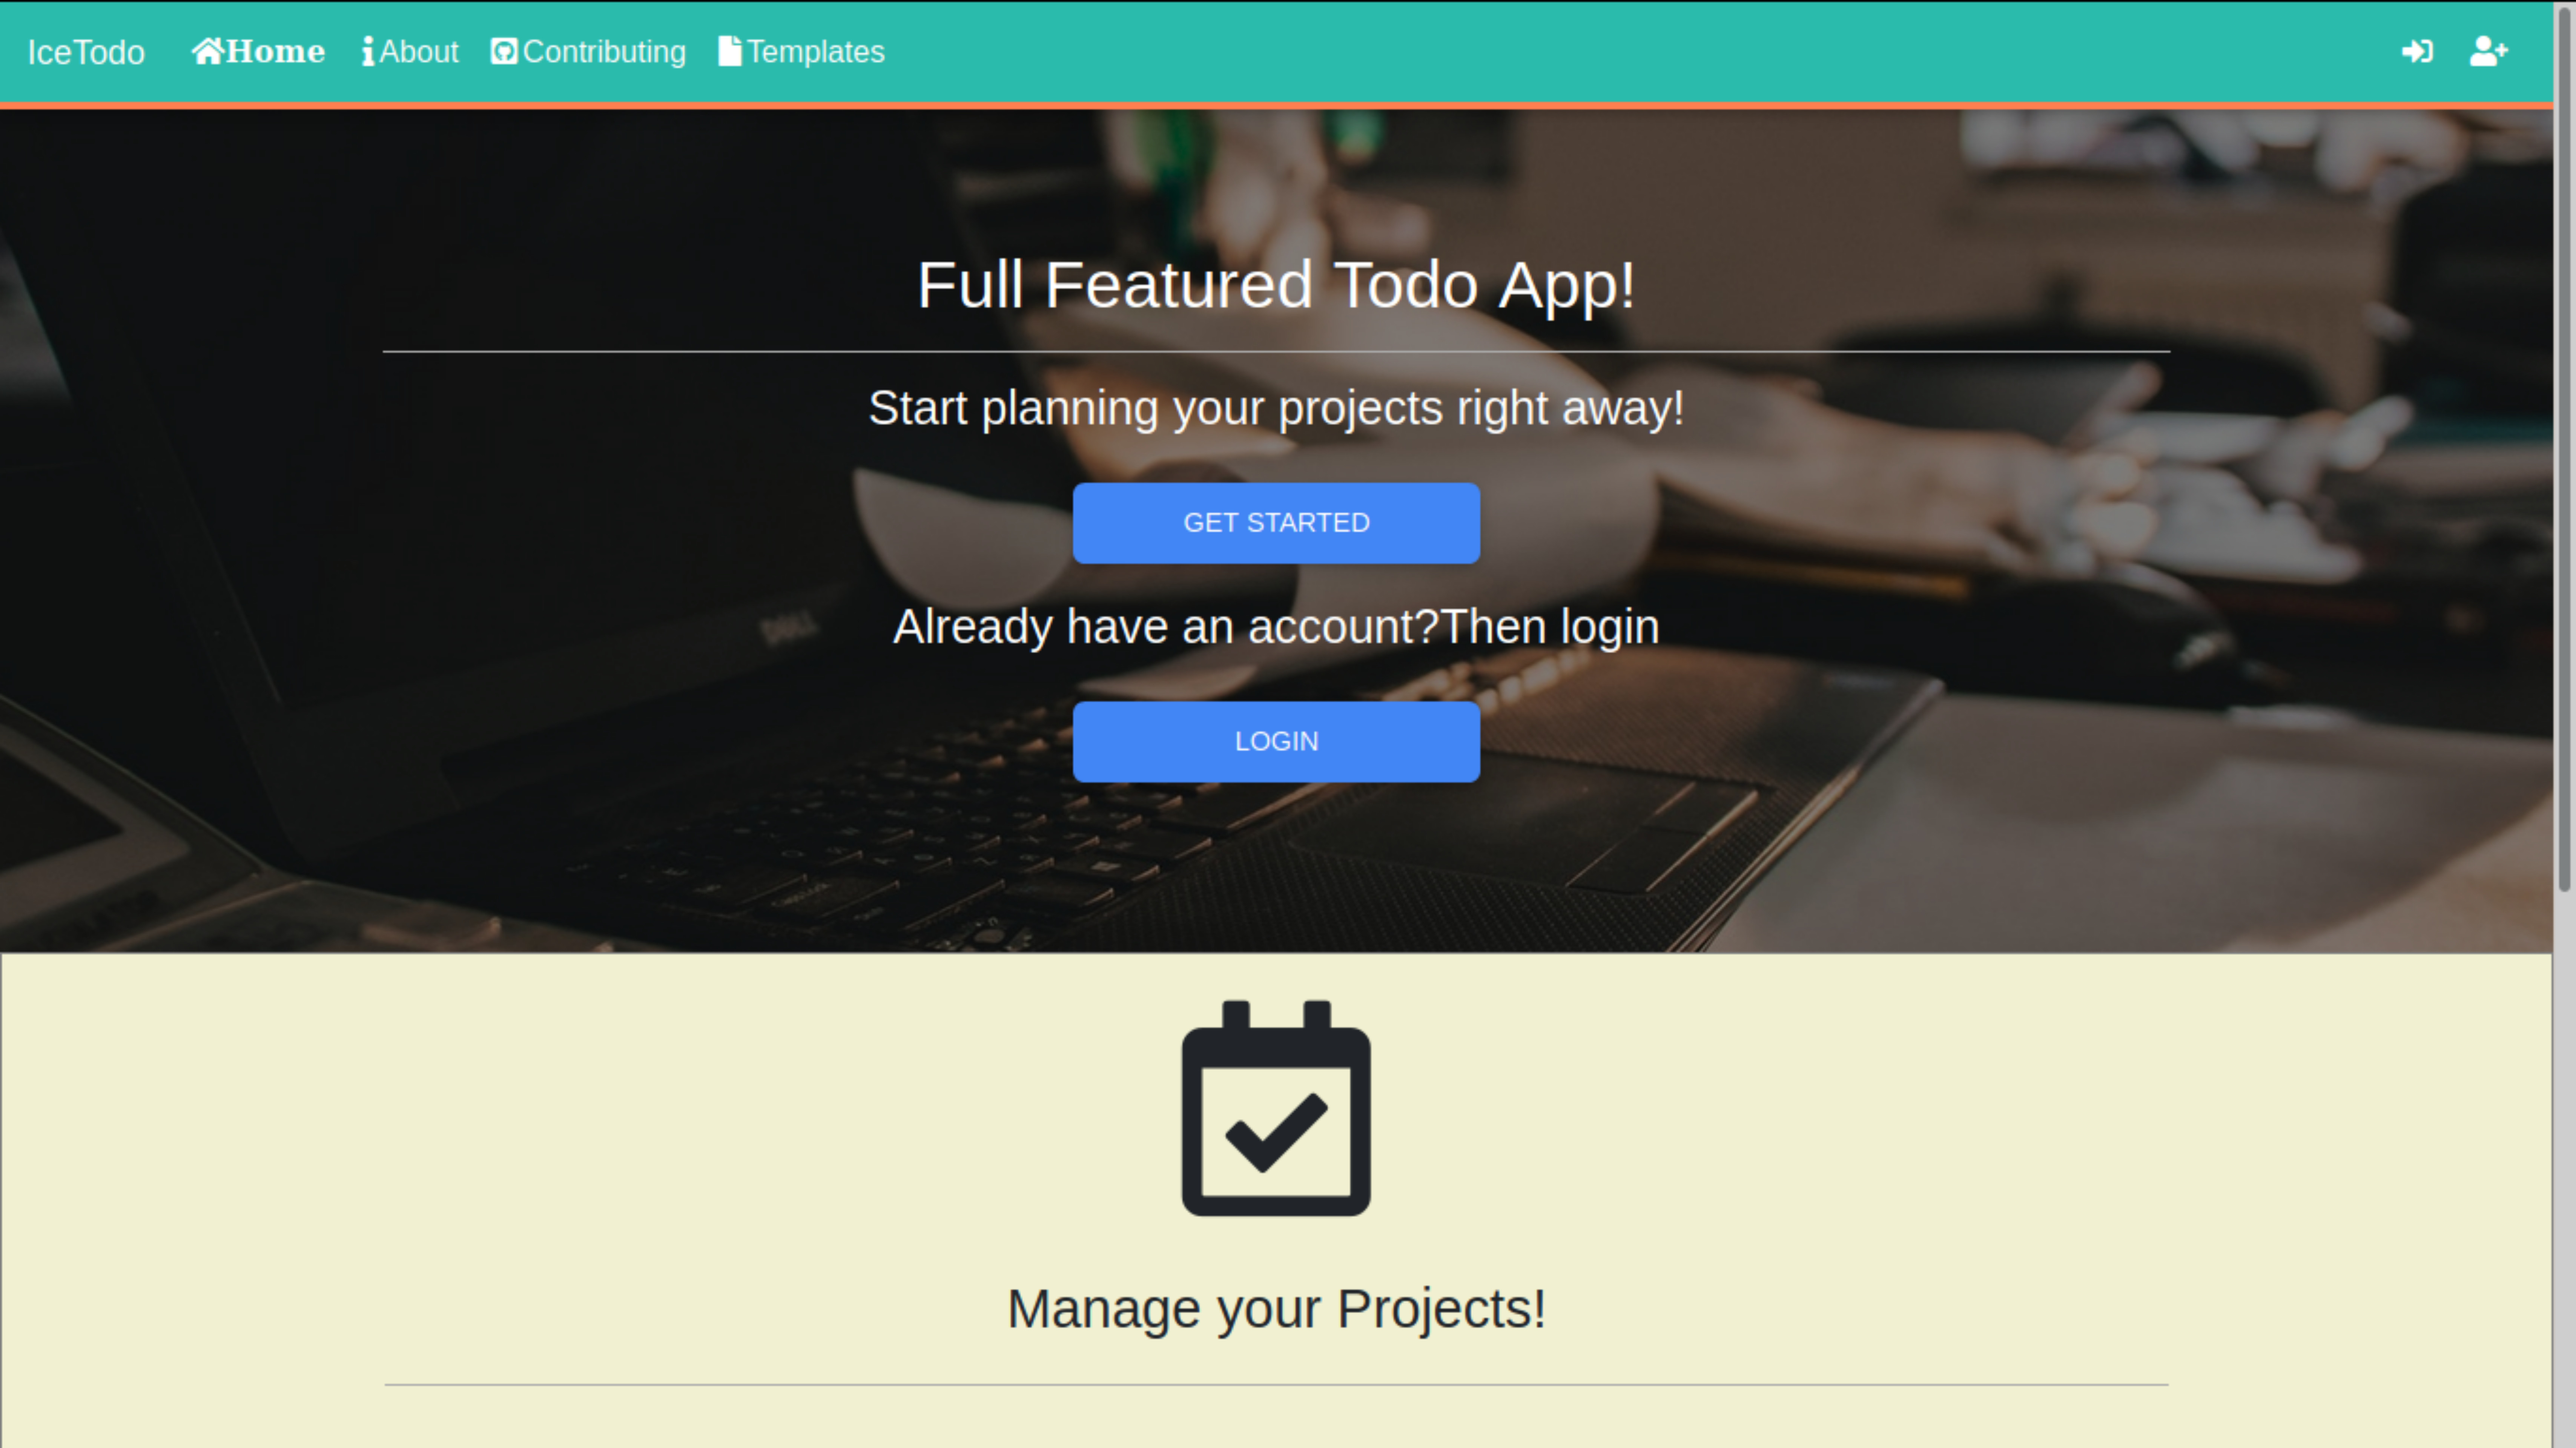 IceTodo Home About Contributing Templates
Full Featured Todo App!
Start planning your projects right away!
GET STARTED
Already have an account?Then login
DELL
LOGIN
Manage your Projects!